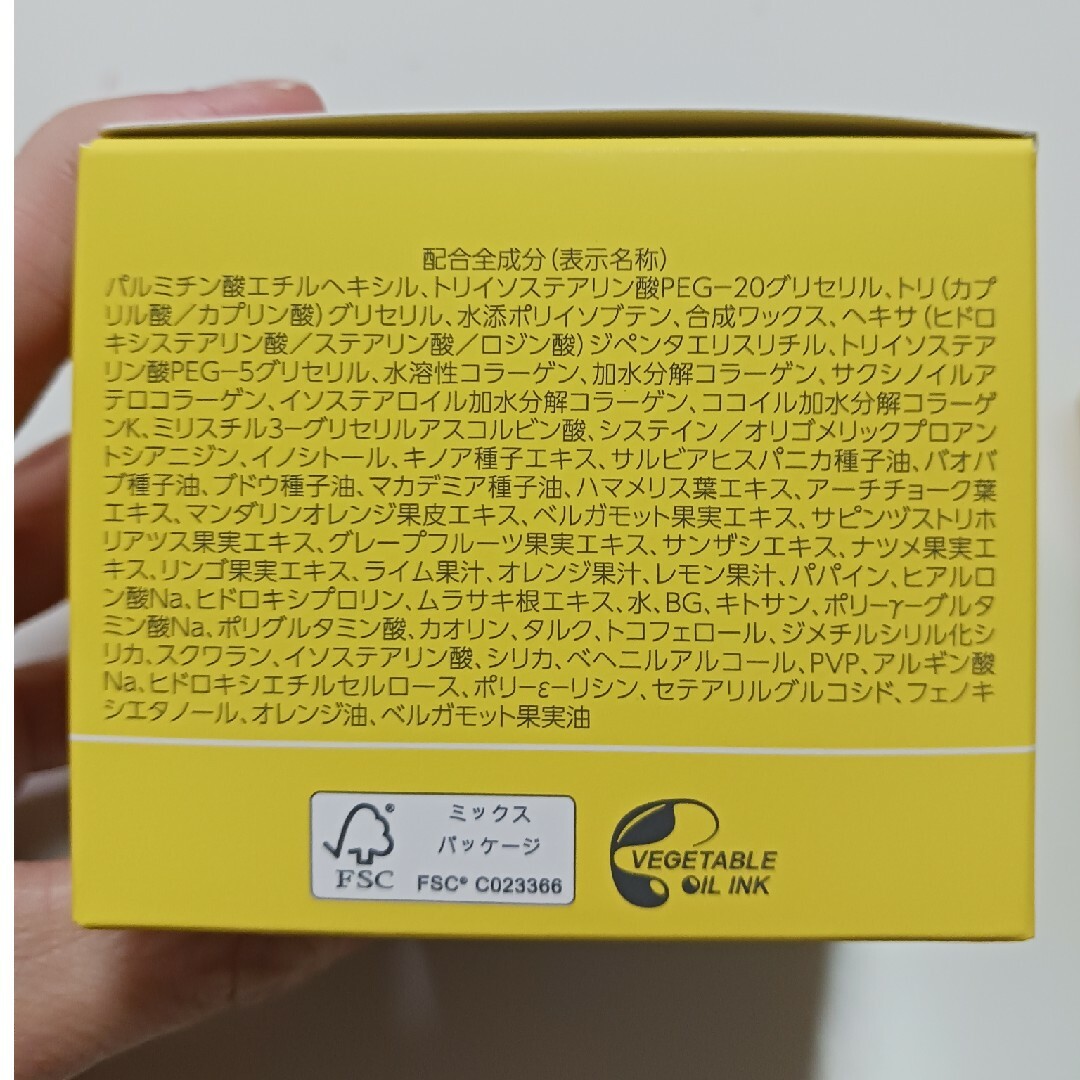 配合全成分(表示名称)
パルミチン酸エチルヘキシル、トリイソステアリン酸PEG−20グリセリル、トリ(カプ
リル酸/カプリン酸)グリセリル、水添ポリイソブテン、合成ワックス、ヘキサ(ヒドロ
キシステアリン酸/ステアリン酸/ロジン酸)ジペンタエリスリチル、トリイソステア
リン酸PEG−5グリセリル、水溶性コラーゲン、加水分解コラーゲン、サクシノイルア
テロコラーゲン、イソステアロイル加水分解コラーゲン、ココイル加水分解コラーゲ
ンK、ミリスチル3−グリセリルアスコルビン酸、システイン/オリゴメリックプロアン
トシアニジン、イノシトール、キノア種子エキス、サルビアヒスパニカ種子油、バオバ
ブ種子油、ブドウ種子油、マカデミア種子油、ハマメリス葉エキス、アーチチョーク葉
エキス、マンダリンオレンジ果皮エキス、ベルガモット果実エキス、サピンヅストリホ
リアツス果実エキス、グレープフルーツ果実エキス、サンザシエキス、ナツメ果実エ
キス、リンゴ果実エキス、ライム果汁、オレンジ果汁、レモン果汁、パパイン、ヒアルロ
ン酸Na、ヒドロキシプロリン、ムラサキ根エキス、水、BG、キトサン、ポリ−γ−グルタ
ミン酸Na、ポリグルタミン酸、カオリン、タルク、トコフェロール、ジメチルシリル化シ
リカ、スクワラン、イソステアリン酸、シリカ、ベヘニルアルコール、PVP、アルギン酸
Na、ヒドロキシエチルセルロース、ポリ−ε−リシン、セテアリルグルコシド、フェノキ
シエタノール、オレンジ油、ベルガモット果実油
ミックス
パッケージ
FSC® C023366
FSC
VEGETABLE
OIL INK